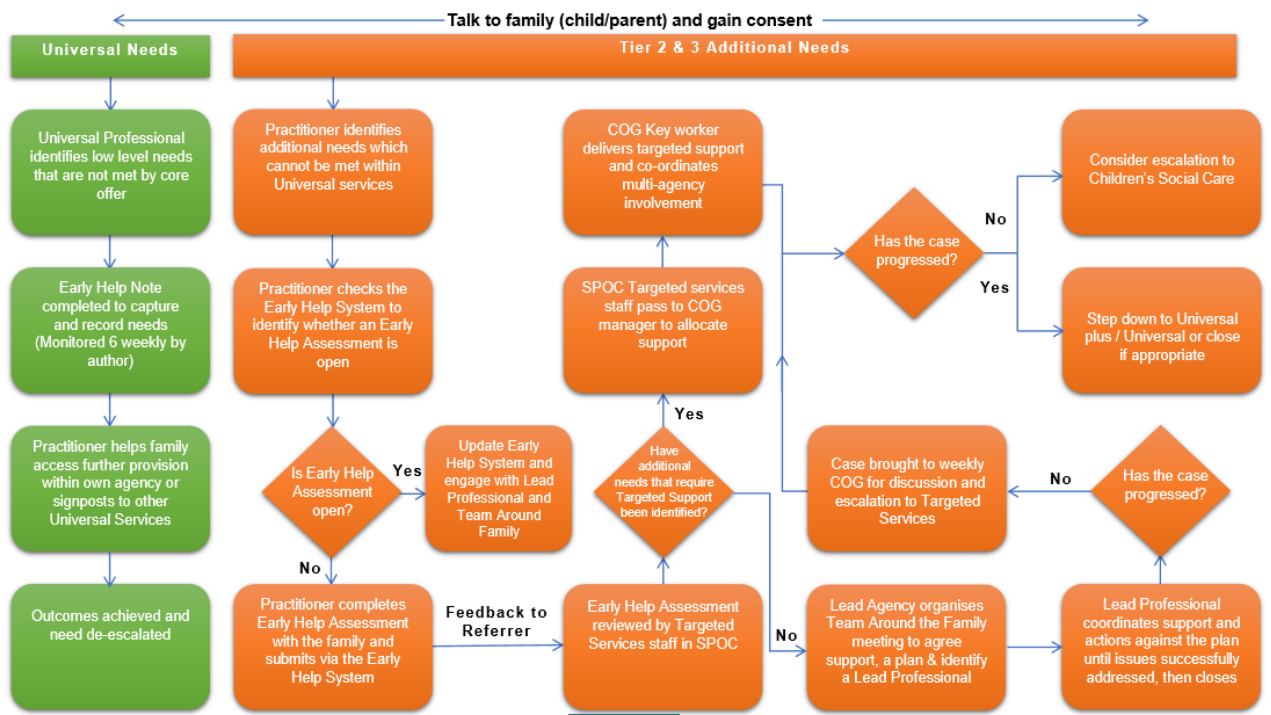 Talk to family (child/parent) and gain consent
Universal Needs
Tier 2 & 3 Additional Needs
Universal Professional
identifies low level needs
that are not met by core
offer
Early Help Note
completed to capture
and record needs
(Monitored 6 weekly by
author)
Practitioner helps family
access further provision
within own agency or
signposts to other
Universal Services
Outcomes achieved and
need de-escalated
Practitioner identifies
additional needs which
cannot be met within
Universal services
Practitioner checks the
Early Help System to
identify whether an Early
Help Assessment is
open
Is Early Help
Assessment
open?
Yes
Update Early
Help System and
engage with Lead
Professional and
Team Around
Family
No
Practitioner completes
Early Help Assessment
with the family and
submits via the Early
Help System
Feedback to
Referrer
Early Help Assessment
reviewed by Targeted
Services staff in SPOC
Have
additional
needs that require
Targeted Support
been identified?
Yes
SPOC Targeted services
staff pass to COG
manager to allocate
support
COG Key worker
delivers targeted support
and co-ordinates
multi-agency
involvement
No
Lead Agency organises
Team Around the Family
meeting to agree
support, a plan & identify
a Lead Professional
Lead Professional
coordinates support and
actions against the plan
until issues successfully
addressed, then closes
Has the case
progressed?
No
Case brought to weekly
COG for discussion and
escalation to Targeted
Services
Has the case
progressed?
No
Consider escalation to
Children's Social Care
Yes
Step down to Universal
plus / Universal or close
if appropriate